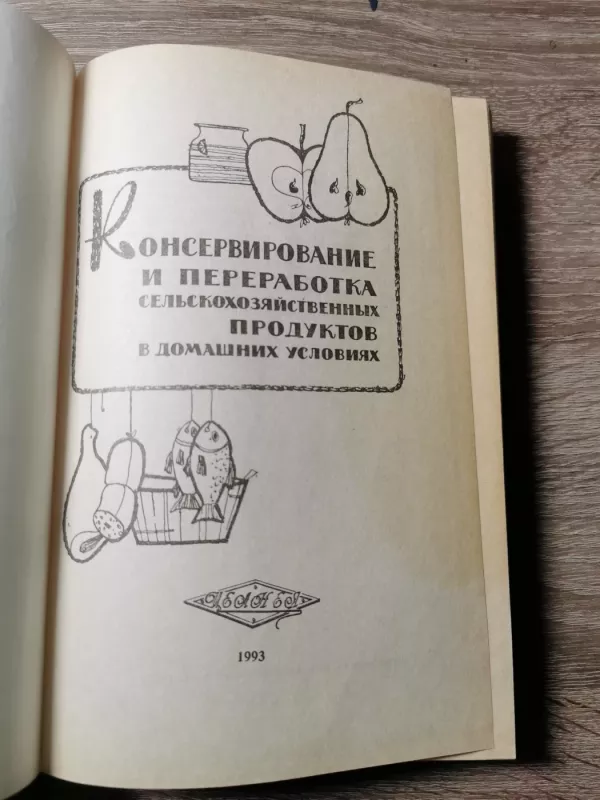 Консервирование
и переработка
сельскохозяйственных
продуктов
в домашних условиях
1993